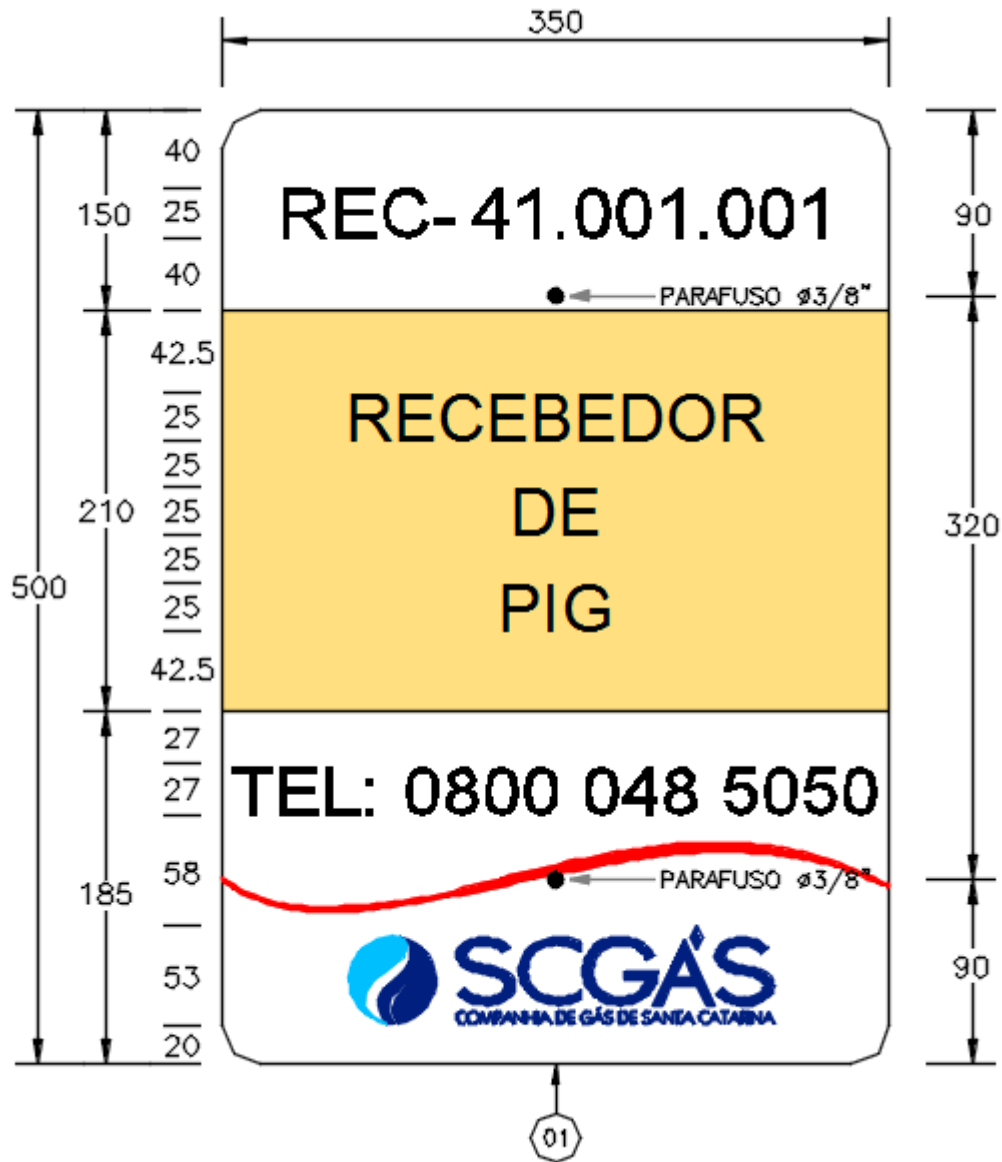 350
40
150
25
REC- 41.001.001
90
40
PARAFUSO ø3/8"
42.5
25
RECEBEDOR
25
210
25
DE
320
25
500
25
PIG
42.5
27
27
TEL: 0800 048 5050
58
PARAFUSO ø3/8"
185
90
53
SCGÁS
COMPANHIA DE GÁS DE SANTA CATARINA
20
01